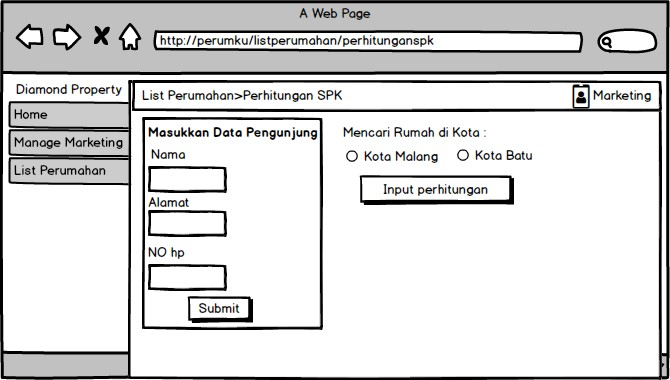 A Web Page
http://perumku/listperumahan/perhitunganspk
Diamond Property
Home
Manage Marketing
List Perumahan
List Perumahan>Perhitungan SPK
Marketing
Masukkan Data Pengunjung
Nama
Alamat
NO hp
Submit
Mencari Rumah di Kota :
Kota Malang
Kota Batu
Input perhitungan